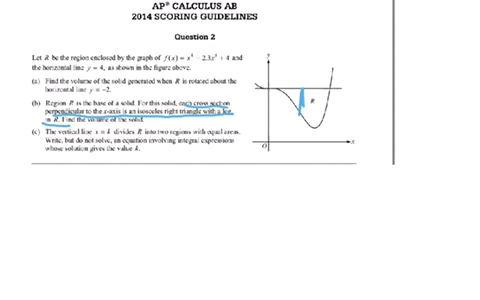 AP® CALCULUS AB
2014 SCORING GUIDELINES
Question 2
Let R be the region enclosed by the graph of f(x) = x⁴ − 2.3x³ + 4 and
the horizontal line y = 4, as shown in the figure above.
(a) Find the volume of the solid generated when R is rotated about the
horizontal line y = −2.
(b) Region R is the base of a solid. For this solid, each cross section
perpendicular to the x-axis is an isosceles right triangle with a leg
in R. Find the volume of the solid.
(c) The vertical line x = k divides R into two regions with equal areas.
Write, but do not solve, an equation involving integral expressions
whose solution gives the value k.
y
R
O
x